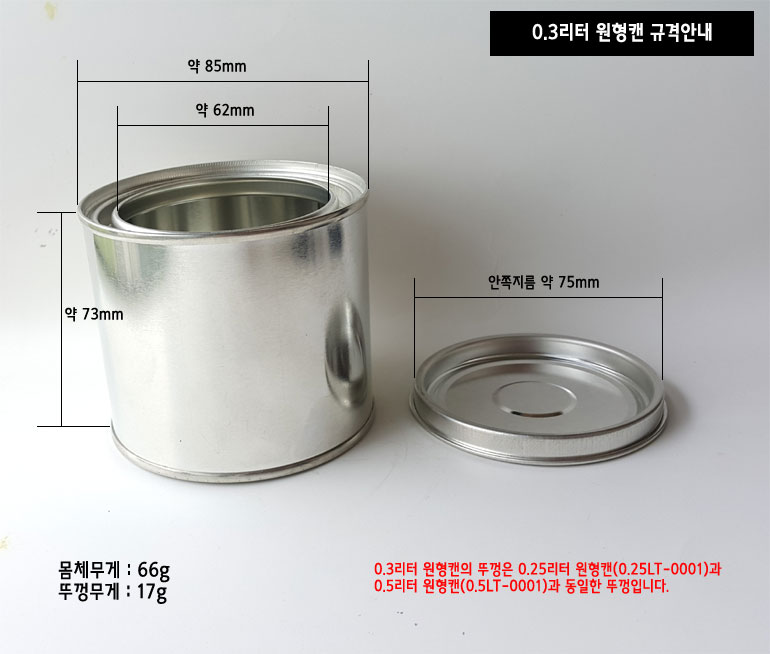 0.3리터 원형캔 규격안내
약 85mm
약 62mm
안쪽지름 약 75mm
약 73mm
몸체무게 : 66g
뚜껑무게 : 17g
0.3리터 원형캔의 뚜껑은 0.25리터 원형캔(0.25LT-0001)과
0.5리터 원형캔(0.5LT-0001)과 동일한 뚜껑입니다.